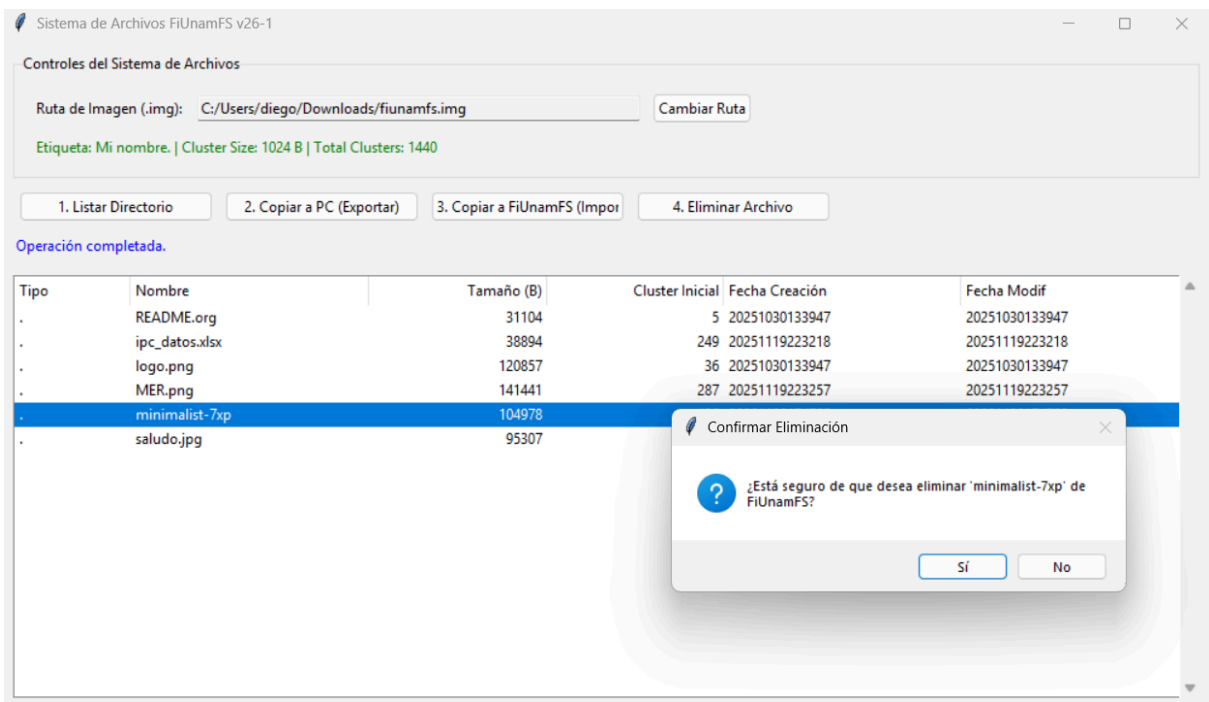 Sistema de Archivos FiUnamFS v26-1
Controles del Sistema de Archivos
Ruta de Imagen (.img): C:/Users/diego/Downloads/fiunamfs.img Cambiar Ruta
Etiqueta: Mi nombre. | Cluster Size: 1024 B | Total Clusters: 1440
1. Listar Directorio 2. Copiar a PC (Exportar) 3. Copiar a FiUnamFS (Impor 4. Eliminar Archivo
Operación completada.
Tipo Nombre Tamaño (B) Cluster Inicial Fecha Creación Fecha Modif
. README.org 31104 5 20251030133947 20251030133947
. ipc_datos.xlsx 38894 249 20251119223218 20251119223218
. logo.png 120857 36 20251030133947 20251030133947
. MER.png 141441 287 20251119223257 20251119223257
. minimalist-7xp 104978
. saludo.jpg 95307
Confirmar Eliminación
¿Está seguro de que desea eliminar 'minimalist-7xp' de
FiUnamFS?
Sí No